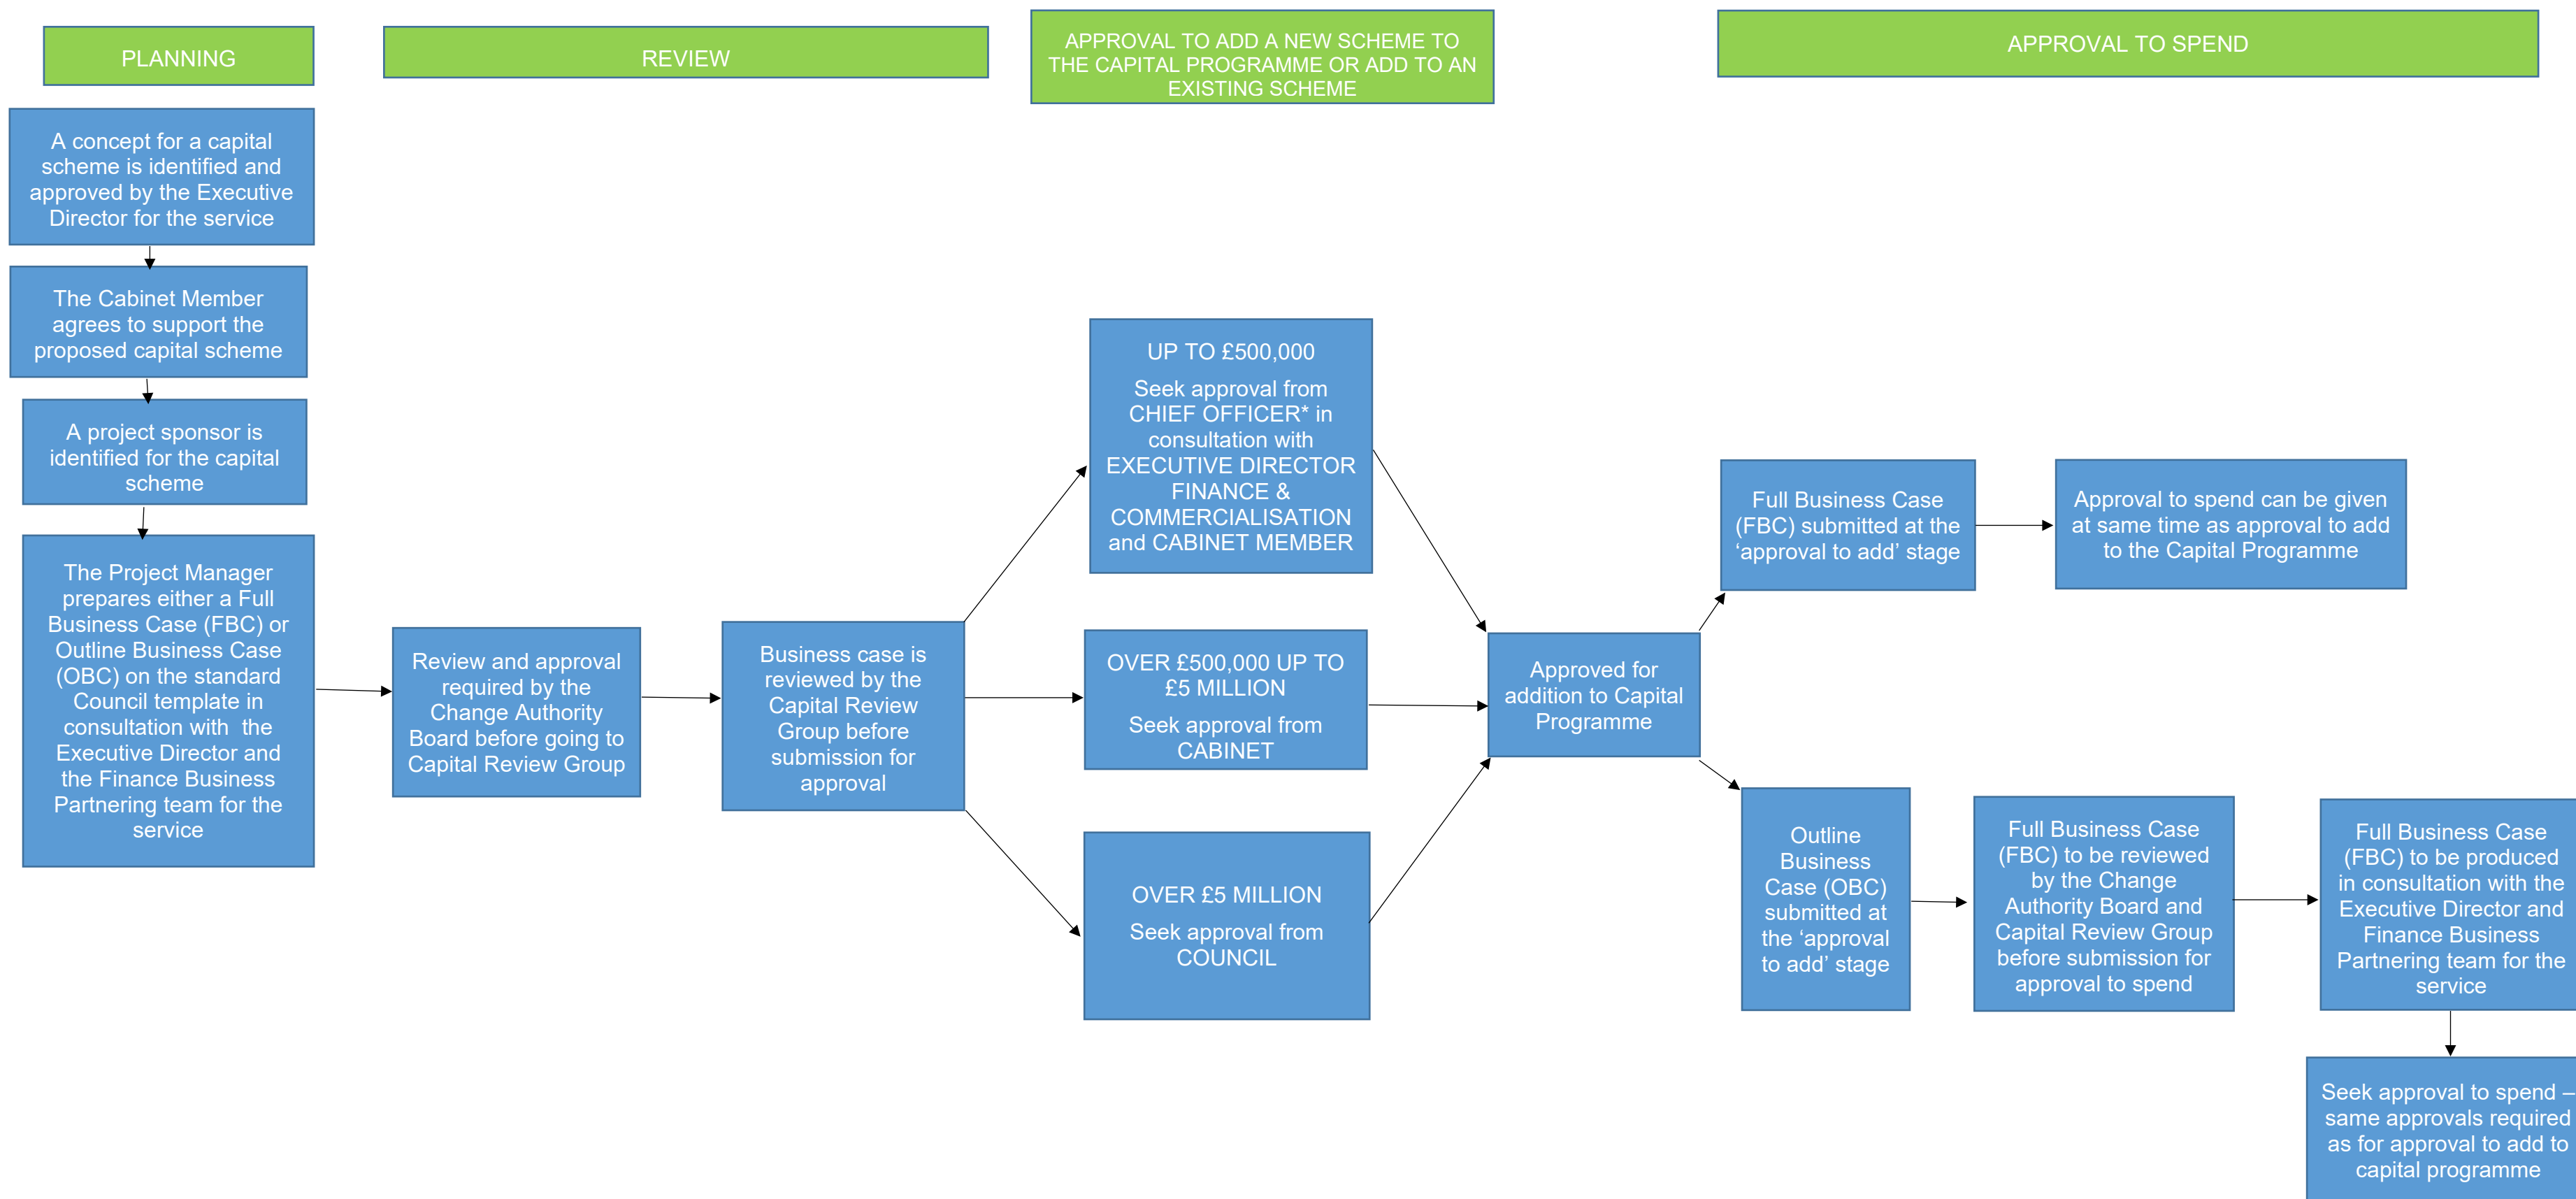 PLANNING
REVIEW
APPROVAL TO ADD A NEW SCHEME TO
THE CAPITAL PROGRAMME OR ADD TO AN
EXISTING SCHEME
APPROVAL TO SPEND
A concept for a capital
scheme is identified and
approved by the Executive
Director for the service
The Cabinet Member
agrees to support the
proposed capital scheme
A project sponsor is
identified for the capital
scheme
The Project Manager
prepares either a Full
Business Case (FBC) or
Outline Business Case
(OBC) on the standard
Council template in
consultation with the
Executive Director and
the Finance Business
Partnering team for the
service
Review and approval
required by the
Change Authority
Board before going to
Capital Review Group
Business case is
reviewed by the
Capital Review
Group before
submission for
approval
UP TO £500,000
Seek approval from
CHIEF OFFICER* in
consultation with
EXECUTIVE DIRECTOR
FINANCE &
COMMERCIALISATION
and CABINET MEMBER
OVER £500,000 UP TO
£5 MILLION
Seek approval from
CABINET
OVER £5 MILLION
Seek approval from
COUNCIL
Approved for
addition to Capital
Programme
Full Business Case
(FBC) submitted at the
‘approval to add’ stage
Approval to spend can be given
at same time as approval to add
to the Capital Programme
Outline
Business
Case (OBC)
submitted at
the ‘approval
to add’ stage
Full Business Case
(FBC) to be reviewed
by the Change
Authority Board and
Capital Review Group
before submission for
approval to spend
Full Business Case
(FBC) to be produced
in consultation with the
Executive Director and
Finance Business
Partnering team for the
service
Seek approval to spend –
same approvals required
as for approval to add to
capital programme